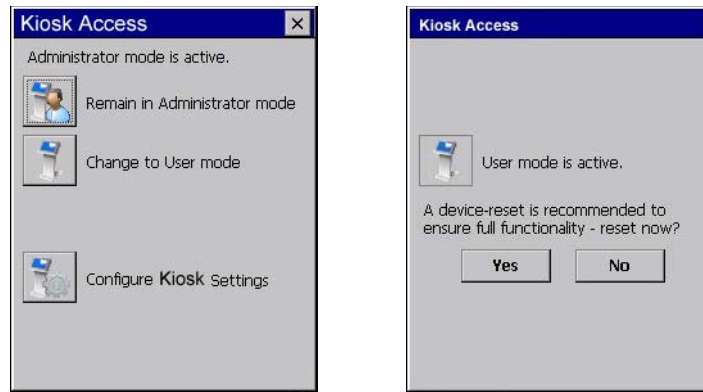 Kiosk Access
Administrator mode is active.
Remain in Administrator mode
Change to User mode
Configure Kiosk Settings
Kiosk Access
User mode is active.
A device-reset is recommended to
ensure full functionality - reset now?
Yes
No